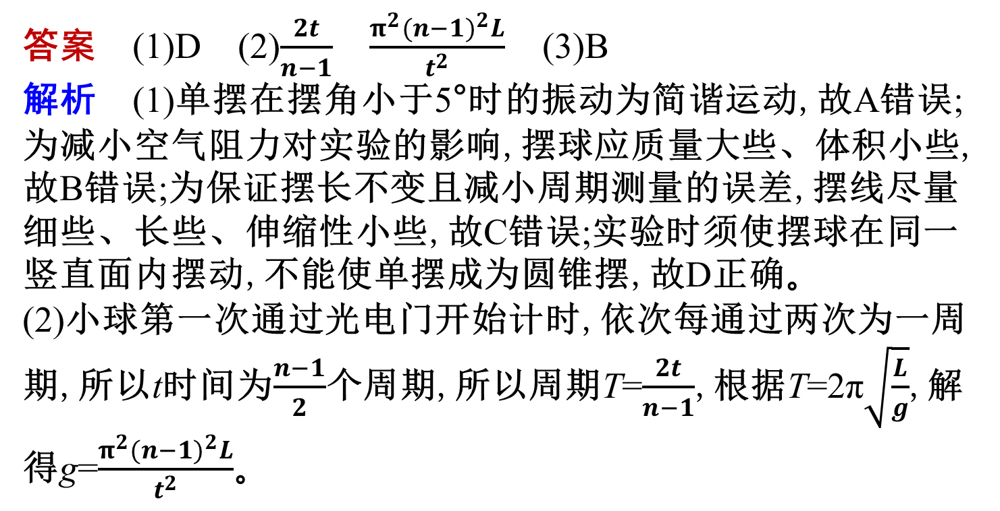 答案 (1)D (2)$\frac{2t}{n-1}$ $\frac{π^2(n-1)^2L}{t^2}$ (3)B
解析 (1)单摆在摆角小于5°时的振动为简谐运动,故A错误;
为减小空气阻力对实验的影响,摆球应质量大些、体积小些,
故B错误;为保证摆长不变且减小周期测量的误差,摆线尽量
细些、长些、伸缩性小些,故C错误;实验时须使摆球在同一
竖直面内摆动,不能使单摆成为圆锥摆,故D正确。
(2)小球第一次通过光电门开始计时,依次每通过两次为一周
期,所以t时间为$\frac{n-1}{2}$个周期,所以周期T=$\frac{2t}{n-1}$,根据T=2π$\sqrt{\frac{L}{g}}$,解
得g=$\frac{π^2(n-1)^2L}{t^2}$。